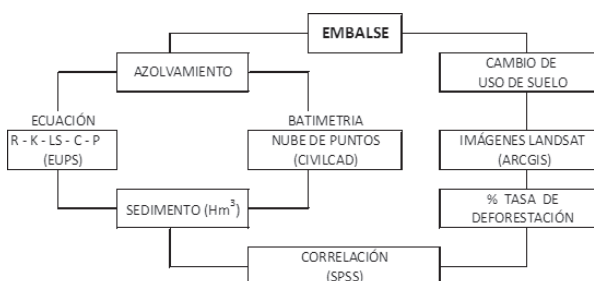 EMBALSE
AZOLVAMIENTO
CAMBIO DE
USO DE SUELO
ECUACIÓN
R - K - LS - C - P
(EUPS)
BATIMETRIA
NUBE DE PUNTOS
(CIVILCAD)
IMÁGENES LANDSAT
(ARCGIS)
SEDIMENTO (Hm³)
% TASA DE
DEFORESTACIÓN
CORRELACIÓN
(SPSS)